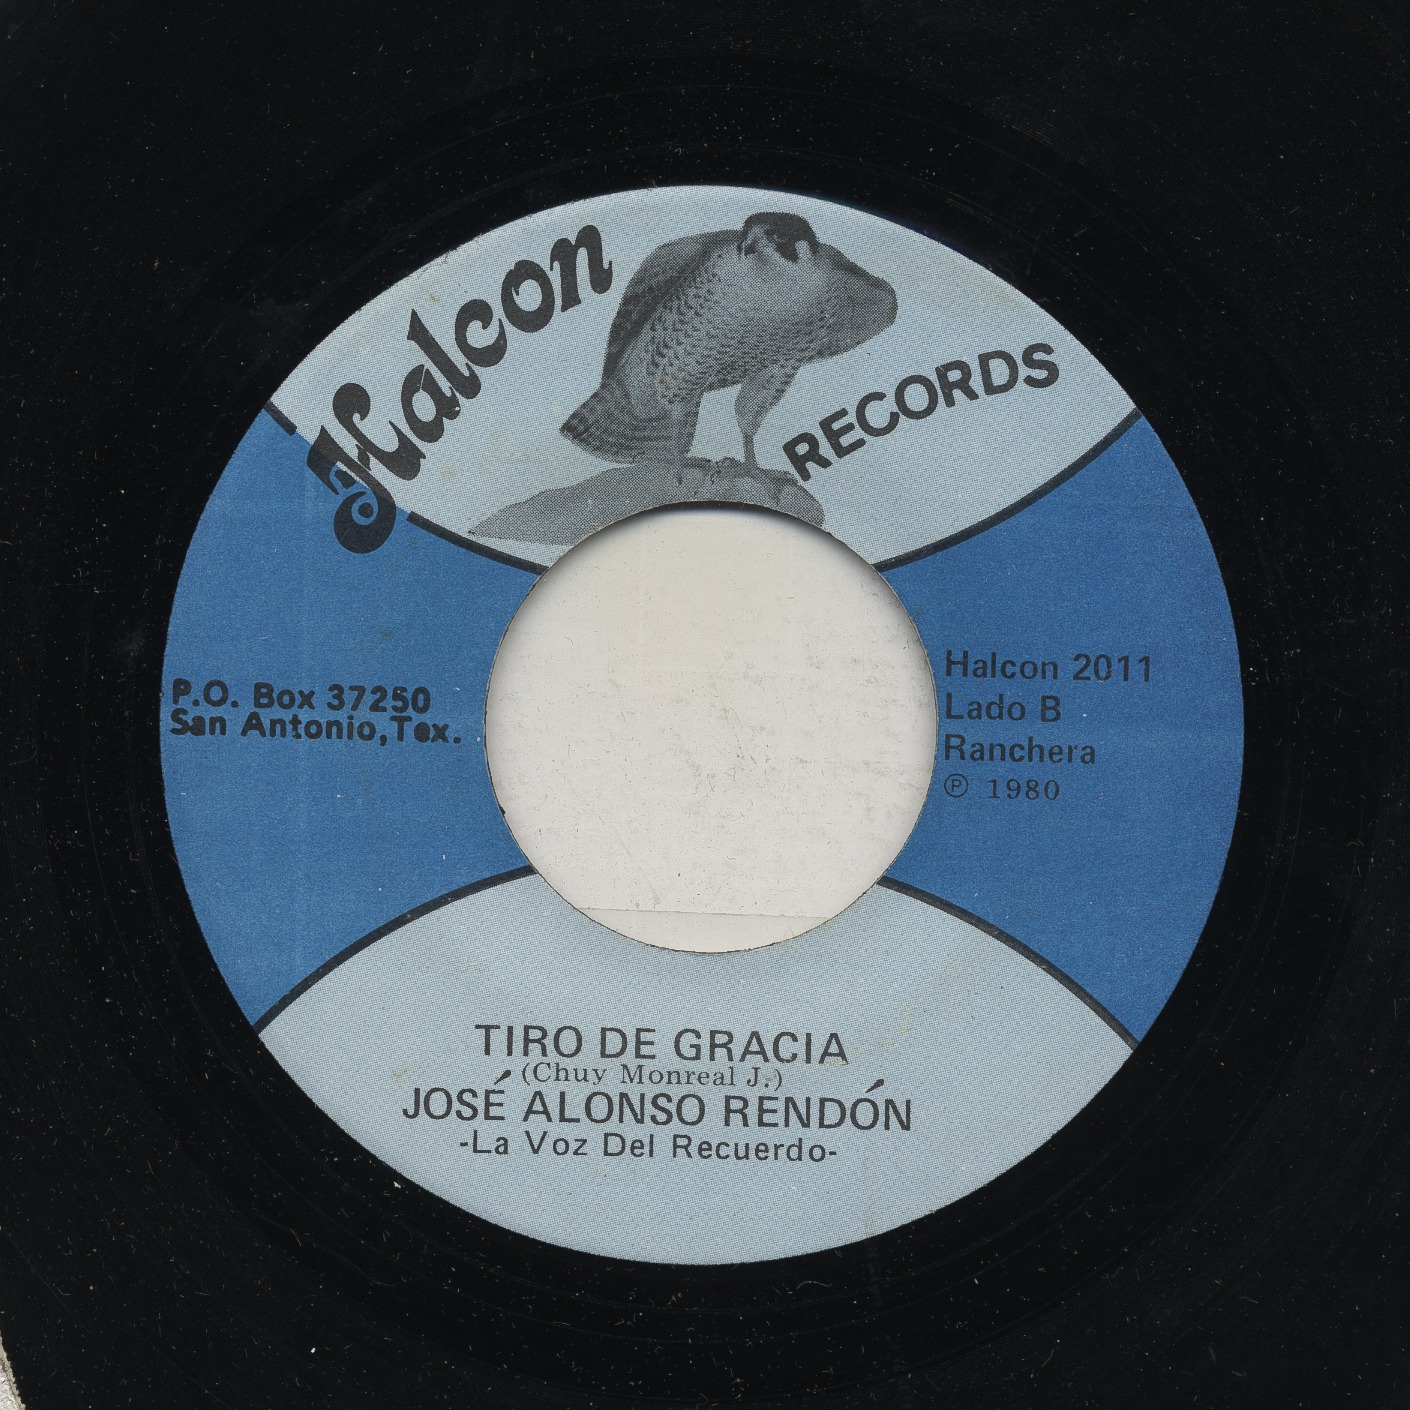 Halcon
RECORDS
P.O. Box 37250
San Antonio, Tex.
Halcon 2011
Lado B
Ranchera
Ⓟ 1980
TIRO DE GRACIA
(Chuy Monreal J.)
JOSÉ ALONSO RENDÓN
-La Voz Del Recuerdo-